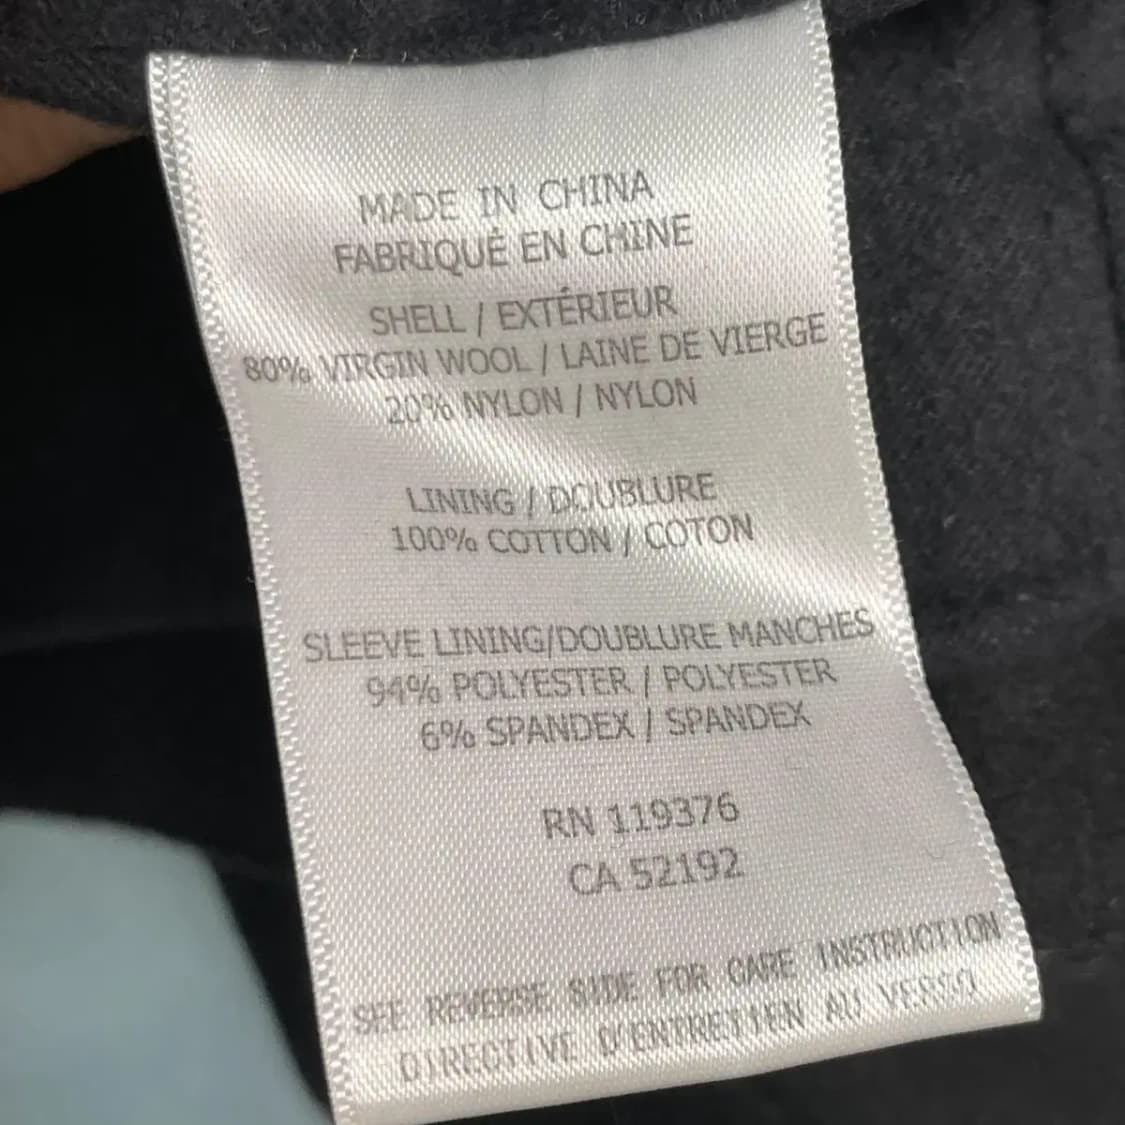 MADE IN CHINA
FABRIQUÉ EN CHINE
SHELL / EXTÉRIEUR
80% VIRGIN WOOL / LAINE DE VIERGE
20% NYLON / NYLON
LINING / DOUBLURE
100% COTTON / COTON
SLEEVE LINING/DOUBLURE MANCHES
94% POLYESTER / POLYESTER
6% SPANDEX / SPANDEX
RN 119376
CA 52192
SEE REVERSE SIDE FOR CARE INSTRUCTION
DIRECTIVE D'ENTRETIEN AU VERSO